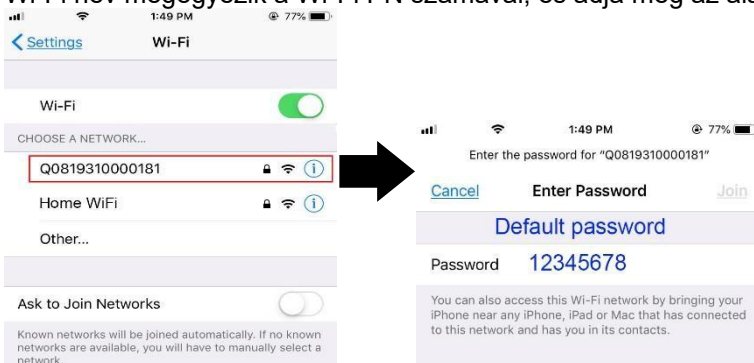 Wi-Fi név megegyezik a Wi-Fi PN számával, és adja meg az
1:49 PM
77%
Settings
Wi-Fi
Wi-Fi
CHOOSE A NETWORK...
Q0819310000181
Home WiFi
Other...
Ask to Join Networks
Known networks will be joined automatically. If no known
networks are available, you will have to manually select a
network.
1:49 PM
77%
Enter the password for “Q0819310000181”
Cancel
Enter Password
Join
Default password
Password 12345678
You can also access this Wi-Fi network by bringing your
iPhone near any iPhone, iPad or Mac that has connected
to this network and has you in its contacts.